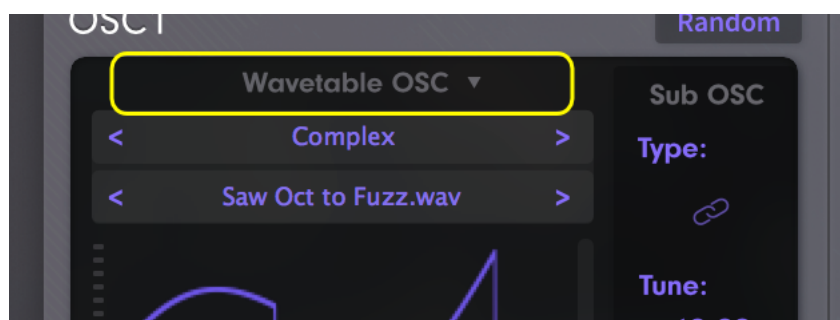 OSC1
Random
Wavetable OSC ▼
< Complex >
< Saw Oct to Fuzz.wav >
Sub OSC
Type:
Tune: